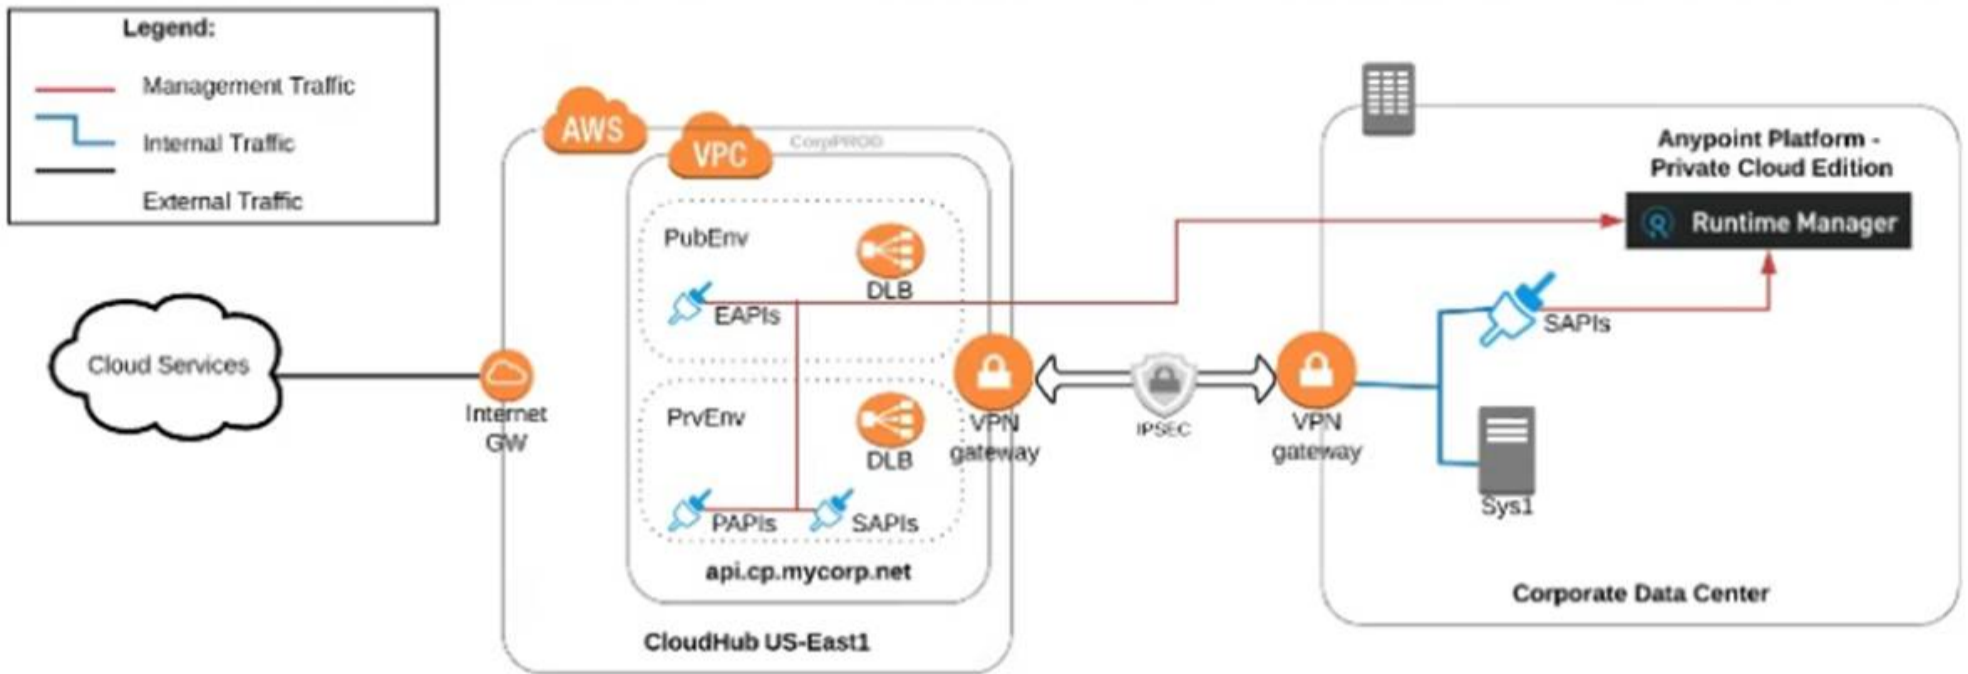 Legend:
Management Traffic
Internal Traffic
External Traffic
AWS
VPC
CorpPROD
PubEnv
DLB
EAPIs
PrvEnv
DLB
PAPIs
SAPIs
api.cp.mycorp.net
CloudHub US-East1
Cloud Services
Internet
GW
VPN
gateway
IPSEC
VPN
gateway
Anypoint Platform -
Private Cloud Edition
Runtime Manager
SAPIs
Sys1
Corporate Data Center